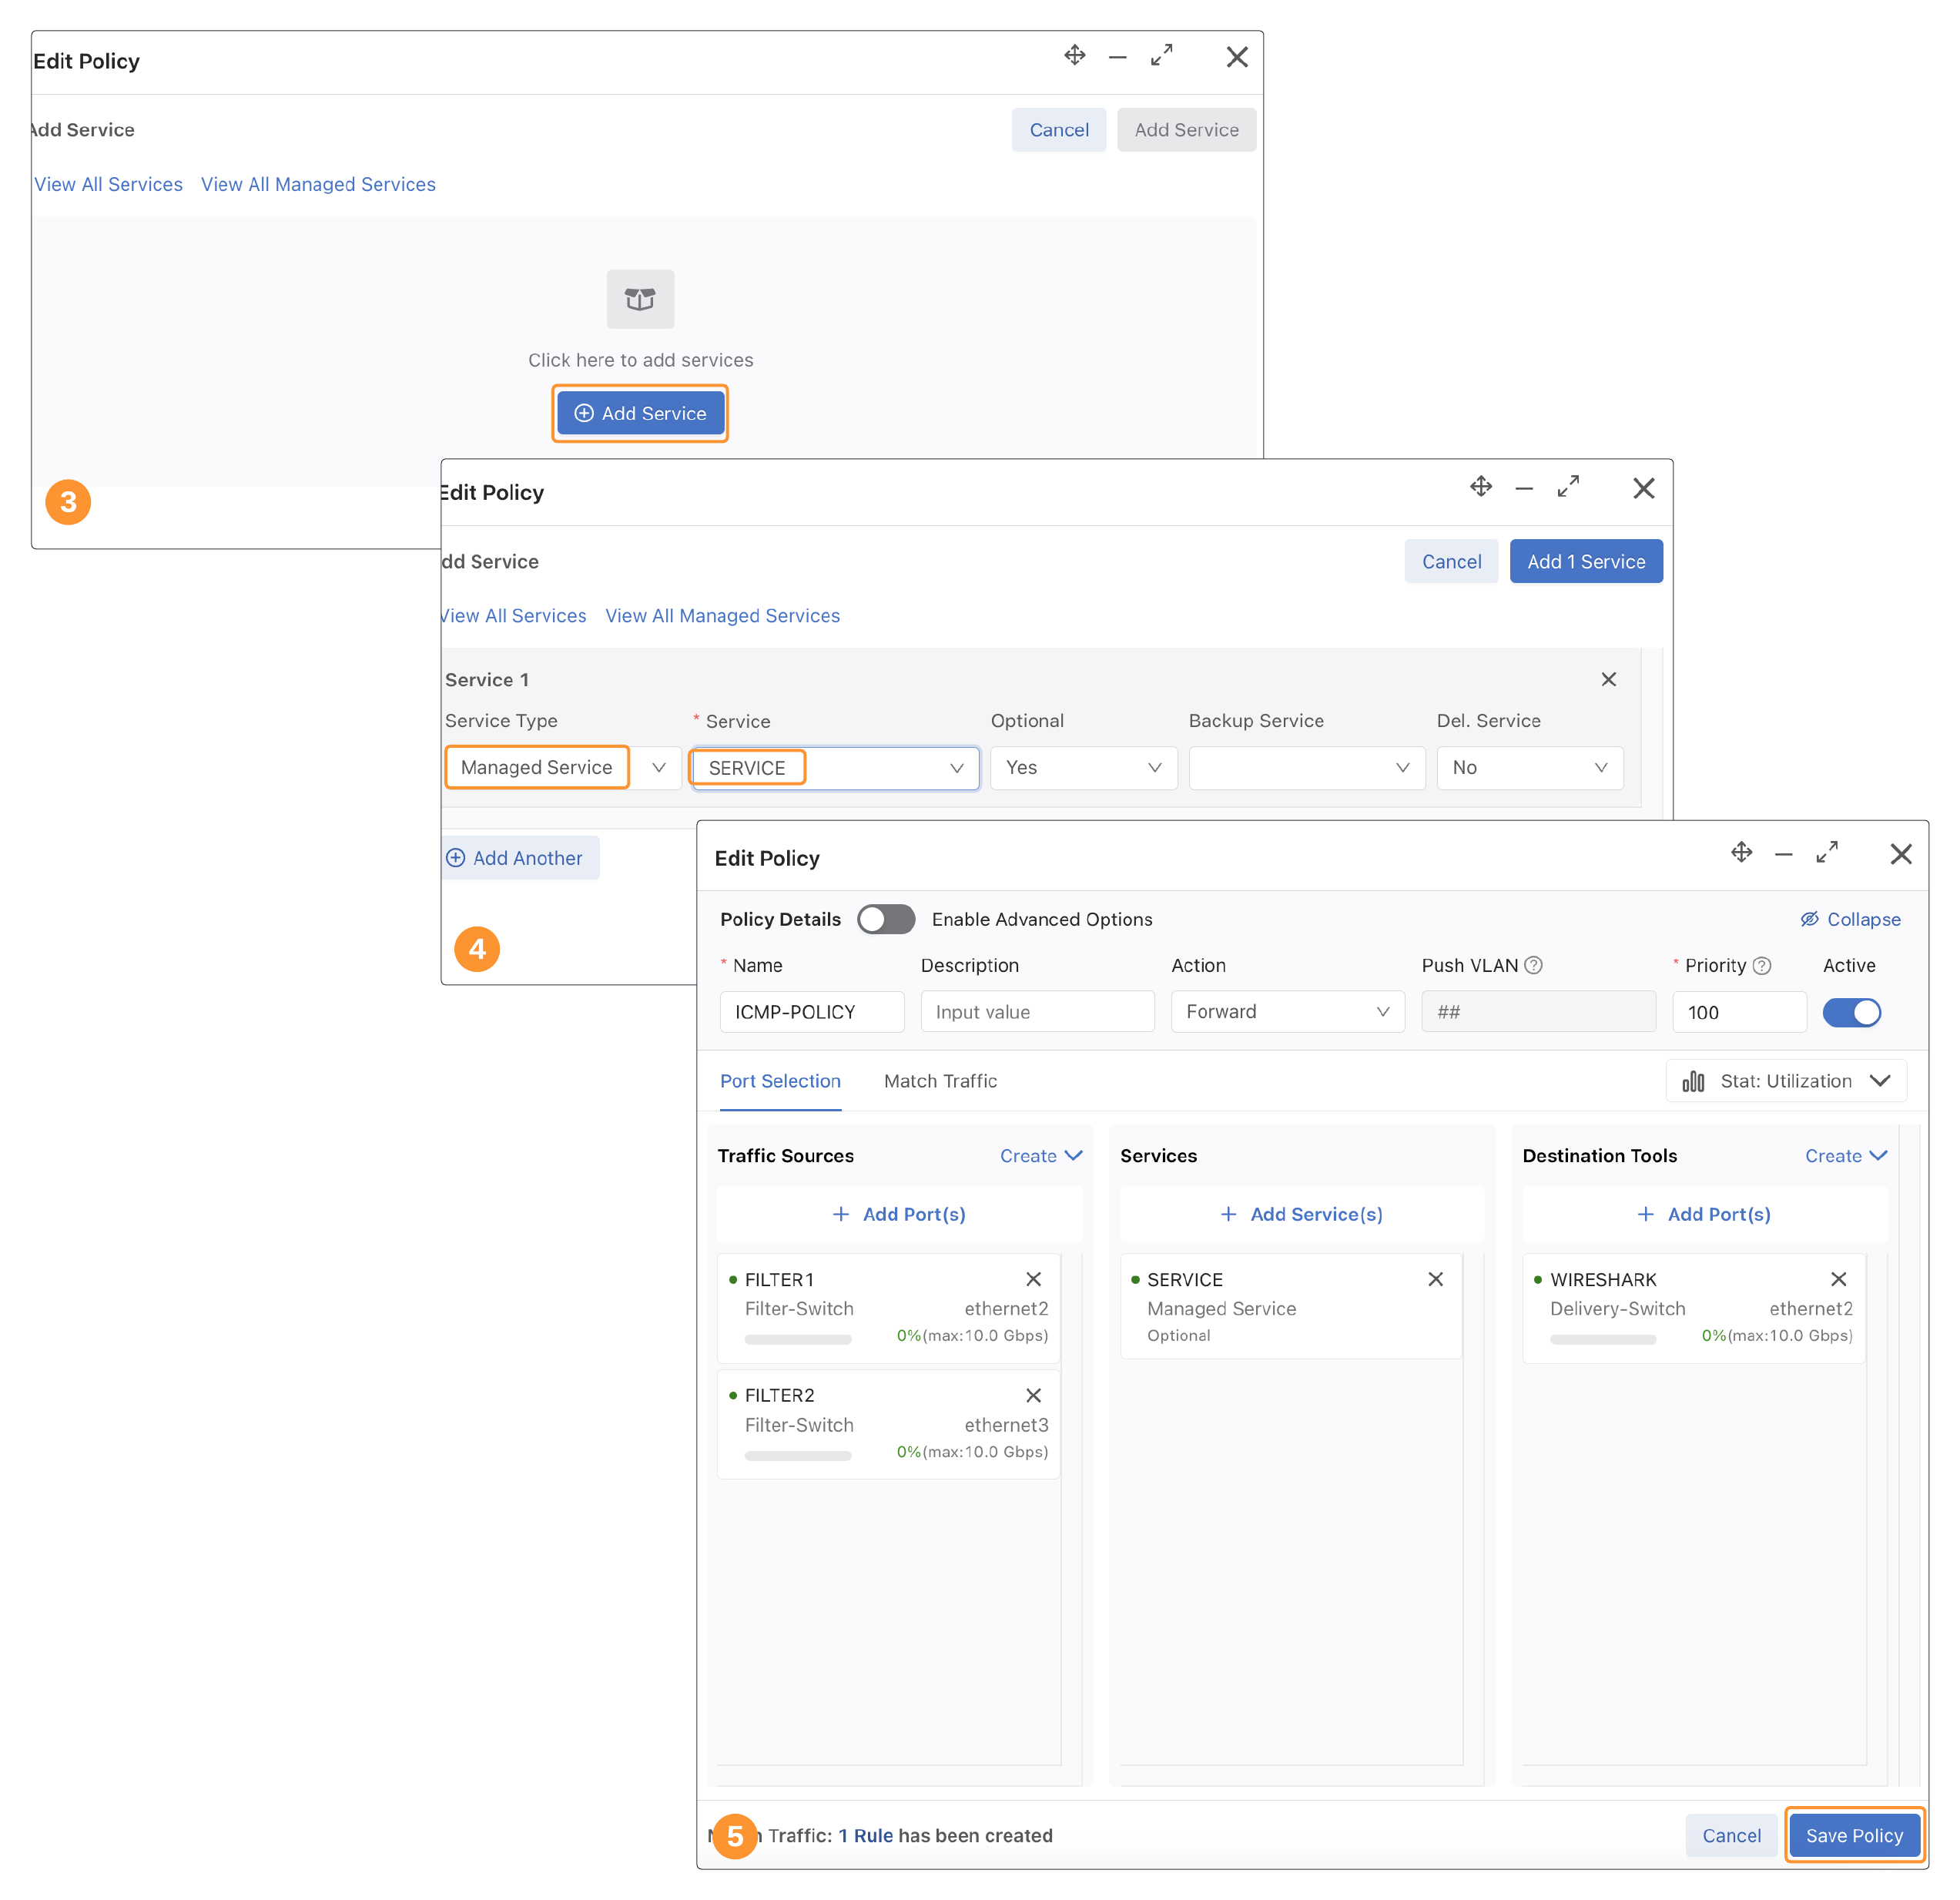 Edit Policy
Add Service
Cancel
Add Service
View All Services
View All Managed Services
Click here to add services
Add Service
3
Edit Policy
dd Service
Cancel
Add 1 Service
View All Services
View All Managed Services
Service 1
Service Type
* Service
Optional
Backup Service
Del. Service
Managed Service
SERVICE
Yes
No
Add Another
4
Edit Policy
Policy Details
Enable Advanced Options
Collapse
* Name
Description
Action
Push VLAN
* Priority
Active
ICMP-POLICY
Input value
Forward
##
100
Port Selection
Match Traffic
Stat: Utilization
Traffic Sources
Create
+ Add Port(s)
FILTER1
Filter-Switch
ethernet2
0%(max:10.0 Gbps)
FILTER2
Filter-Switch
ethernet3
0%(max:10.0 Gbps)
Services
+ Add Service(s)
SERVICE
Managed Service
Optional
Destination Tools
Create
+ Add Port(s)
WIRESHARK
Delivery-Switch
ethernet2
0%(max:10.0 Gbps)
5
Traffic: 1 Rule has been created
Cancel
Save Policy